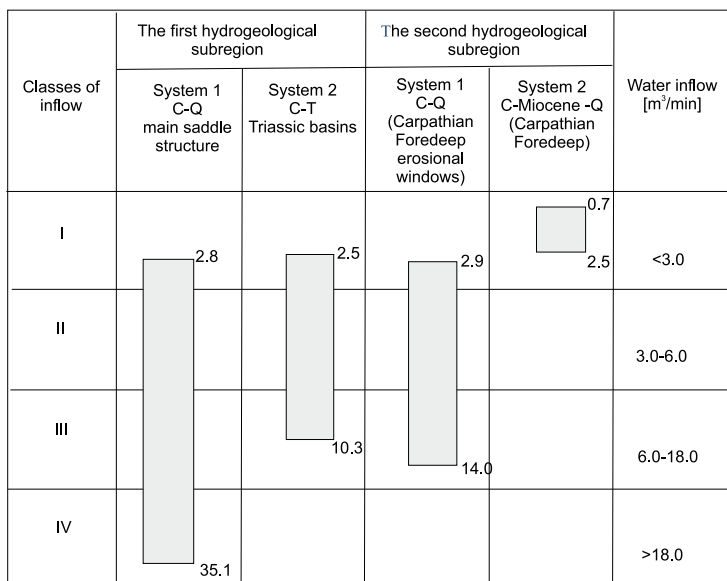 The first hydrogeological
subregion
The second hydrogeological
subregion
Classes of
inflow
System 1
C-Q
main saddle
structure
System 2
C-T
Triassic basins
System 1
C-Q
(Carpathian
Foredeep
erosional
windows)
System 2
C-Miocene -Q
(Carpathian
Foredeep)
Water inflow
[m³/min]
I
2.8
2.5
2.9
0.7
2.5
<3.0
II
3.0-6.0
III
10.3
14.0
6.0-18.0
IV
35.1
>18.0